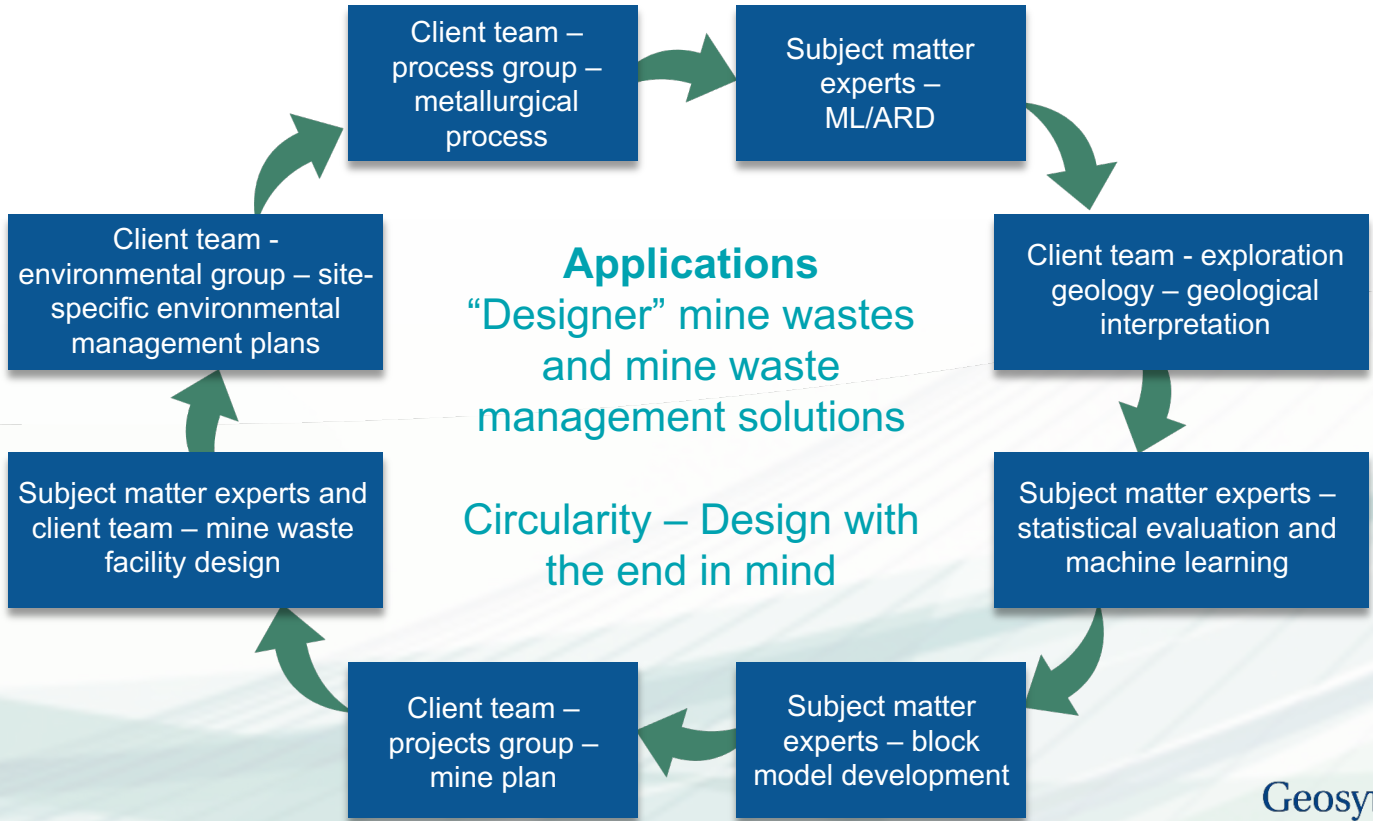 Client team –
process group –
metallurgical
process
Subject matter
experts –
ML/ARD
Client team - exploration
geology – geological
interpretation
Subject matter experts –
statistical evaluation and
machine learning
Subject matter
experts – block
model development
Client team –
projects group –
mine plan
Subject matter experts and
client team – mine waste
facility design
Client team -
environmental group – site-
specific environmental
management plans
Applications
“Designer” mine wastes
and mine waste
management solutions
Circularity – Design with
the end in mind